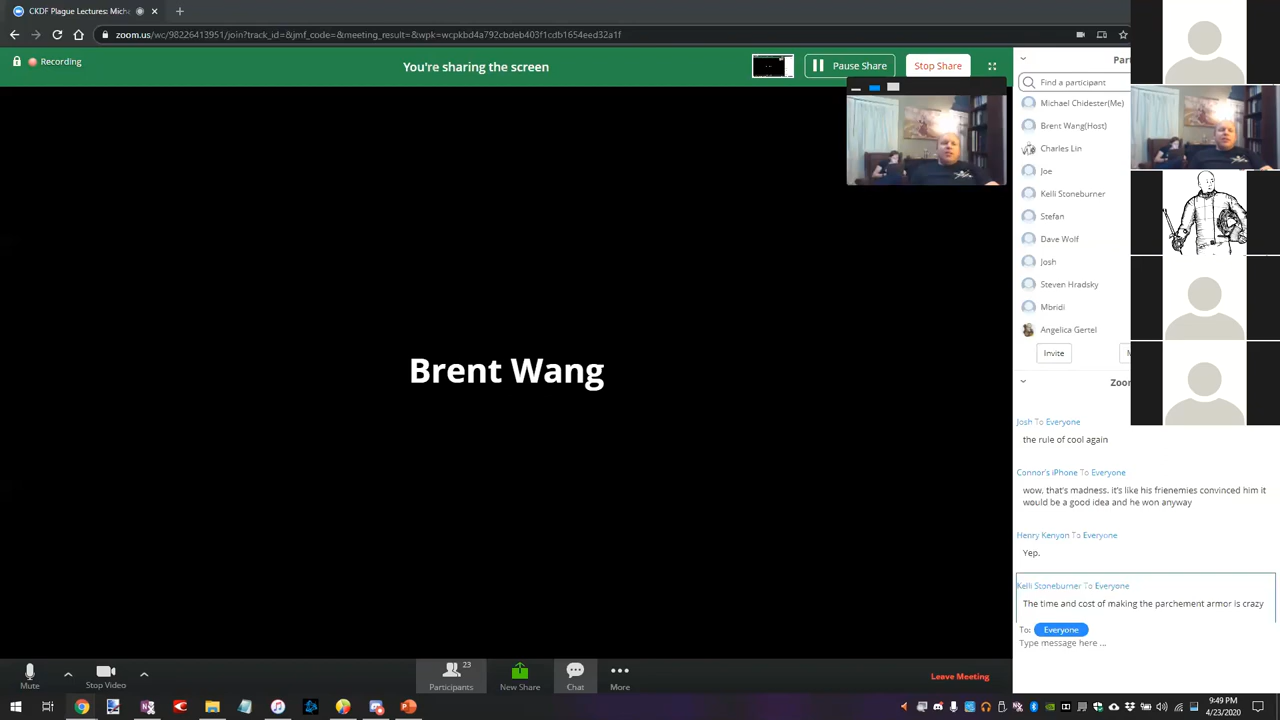 CKDF Plague Lectures: Mich
zoom.us/wc/98226413951/join?track_id=&jmf_code=&meeting_result=&wpk=
Recording
You're sharing the screen
Pause Share
Stop Share
Part
Find a participant
Michael Chidester(Me)
Brent Wang(Host)
Charles Lin
Joe
Kelli Stoneburner
Stefan
Dave Wolf
Josh
Steven Hradsky
Mbridi
Angelica Gertel
Invite
M
Brent Wang
Zoom
Josh To Everyone
the rule of cool again
Connor's iPhone To Everyone
wow. that's madness. it's like his frienemies convinced him it
would be a good idea and he won anyway
Henry Kenyon To Everyone
Yep.
Kelli Stoneburner To Everyone
The time and cost of making the parchement armor is crazy
To: Everyone
Type message here ...
Mute
Stop Video
23
Participants
New Share
Chat
More
Leave Meeting
9:49 PM
4/23/2020